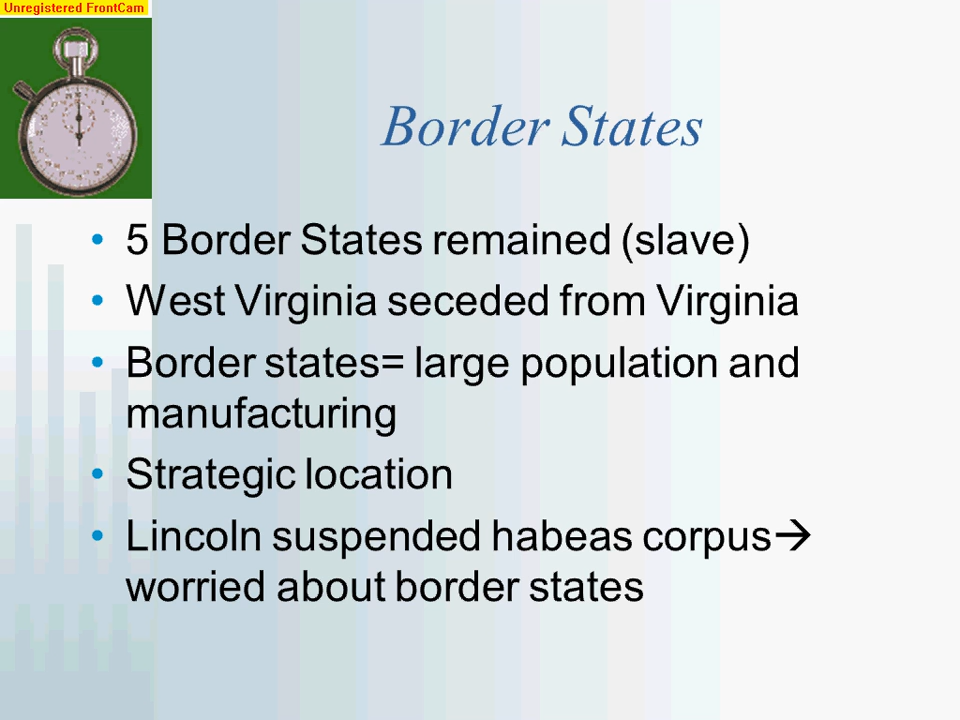 Unregistered FrontCam
Border States
• 5 Border States remained (slave)
• West Virginia seceded from Virginia
• Border states= large population and
manufacturing
• Strategic location
• Lincoln suspended habeas corpus→
worried about border states